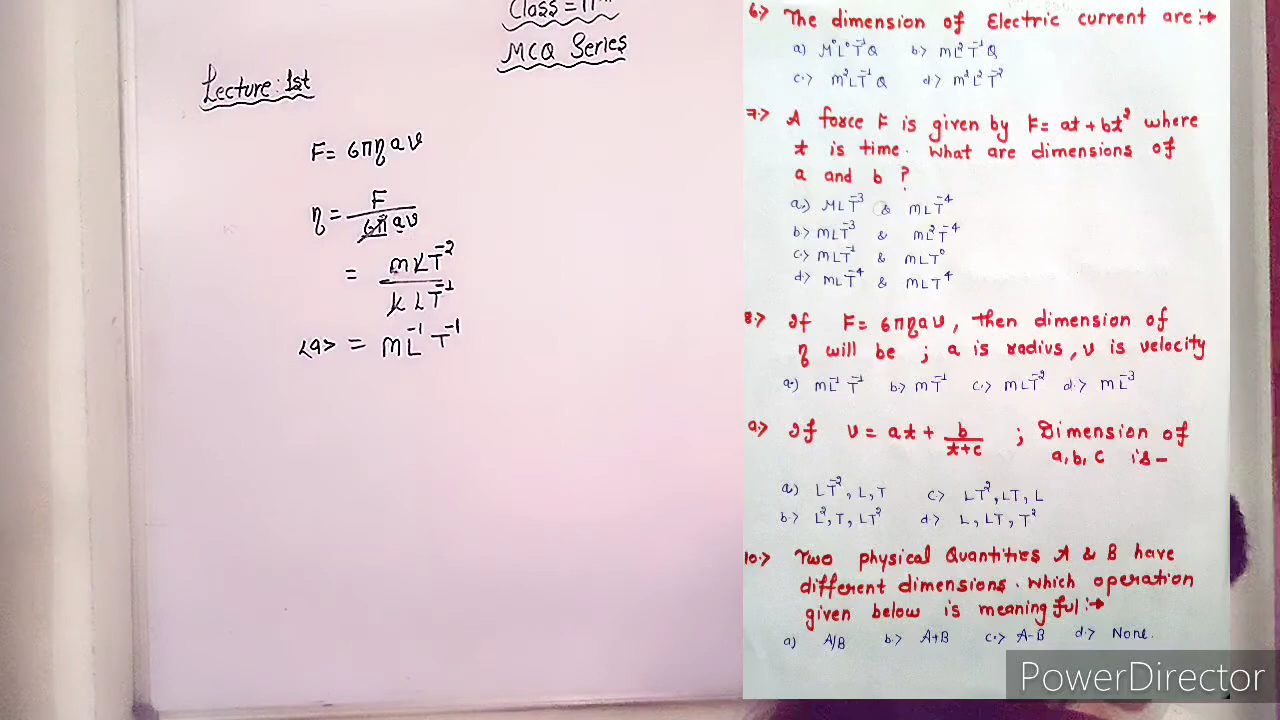 Class = 11th
MCQ Series
Lecture: 1st
F = 6πηav
η = F / 6πav
= MLT⁻² / L LT⁻¹
<a> = ML⁻¹ T⁻¹
6.> The dimension of Electric current are:→
a) M⁰L⁰T⁻¹Q b.> ML²T⁻¹Q
c.> M²LT⁻¹Q d.> M²L²T⁻²
7.> A force F is given by F = at + bt² where
t is time. What are dimensions of
a and b ?
a.) MLT⁻³ & MLT⁻⁴
b.> MLT⁻³ & ML²T⁻⁴
c.> MLT⁻¹ & MLT⁰
d.> MLT⁻⁴ & MLT⁴
8.> If F = 6πηav, then dimension of
η will be ; a is radius, v is velocity
a.) ML⁻¹T⁻¹ b.> MT⁻¹ c.> MLT⁻² d.> ML⁻³
9.> If v = at + b/(t+c) ; Dimension of
a, b, c is -
a) LT⁻², L, T c.> LT², LT, L
b.> L², T, LT² d.> L, LT, T²
10.> Two physical Quantities A & B have
different dimensions. Which operation
given below is meaningful:→
a) A/B b.> A+B c.> A-B d.> None.
PowerDirector